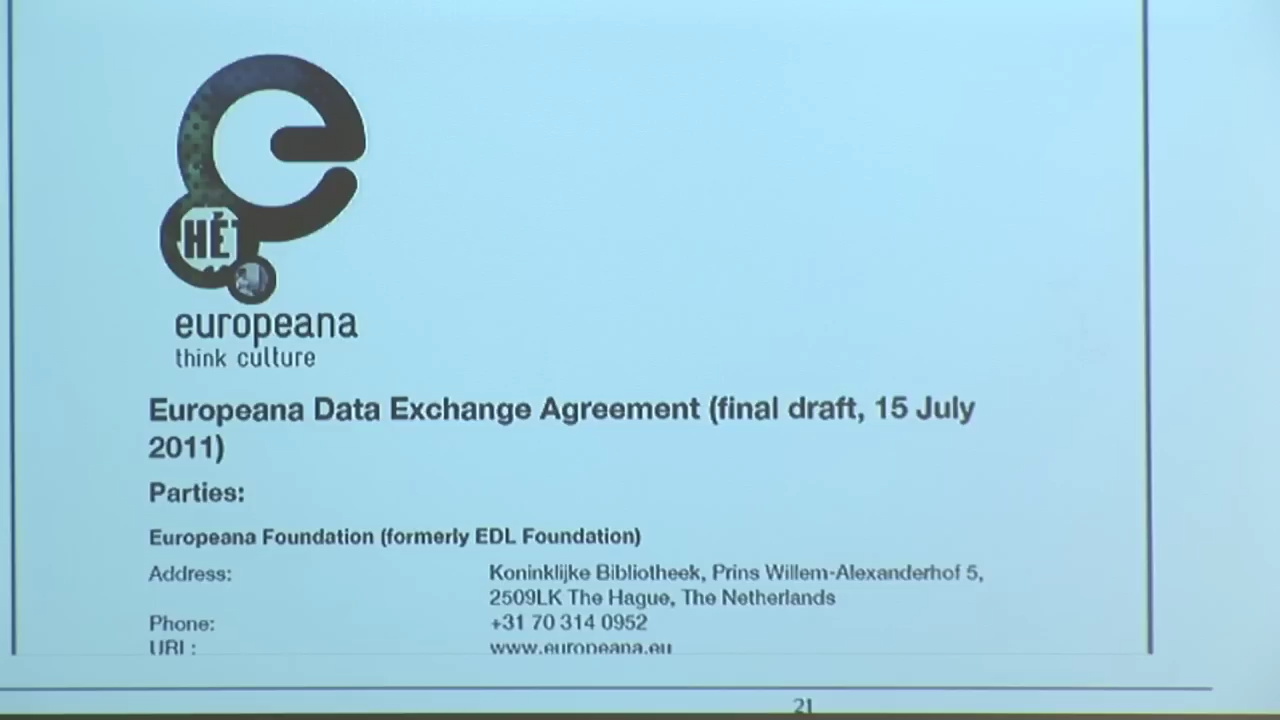 HÉ
europeana
think culture
Europeana Data Exchange Agreement (final draft, 15 July
2011)
Parties:
Europeana Foundation (formerly EDL Foundation)
Address: Koninklijke Bibliotheek, Prins Willem-Alexanderhof 5,
2509LK The Hague, The Netherlands
Phone: +31 70 314 0952
URL: www.europeana.eu
21